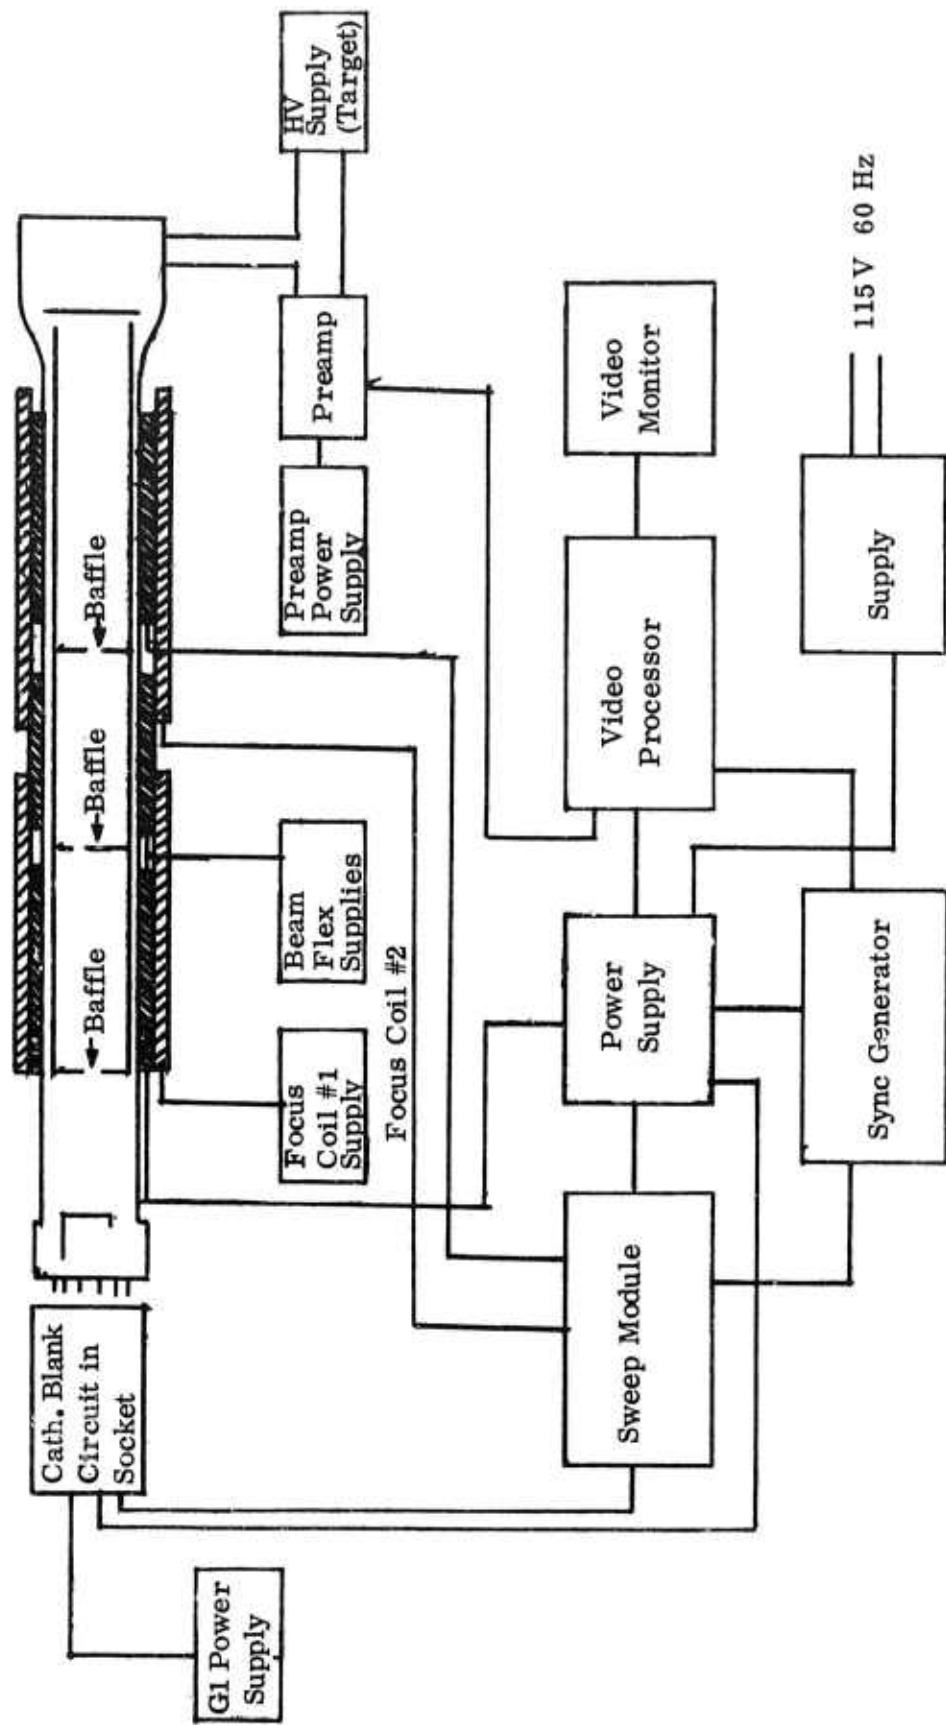 HV
Supply
(Target)
Preamp
Preamp
Power
Supply
Baffle
Baffle
Baffle
Beam
Flex
Supplies
Focus
Coil #1
Supply
Focus Coil #2
Cath. Blank
Circuit in
Socket
G1 Power
Supply
Video
Monitor
Video
Processor
Power
Supply
Sweep Module
115 V 60 Hz
Supply
Sync Generator